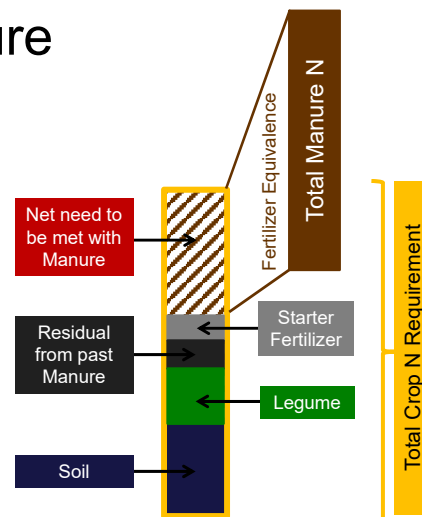 ure
Total Manure N
Fertilizer Equivalence
Net need to
be met with
Manure
Starter
Fertilizer
Residual
from past
Manure
Legume
Soil
Total Crop N Requirement